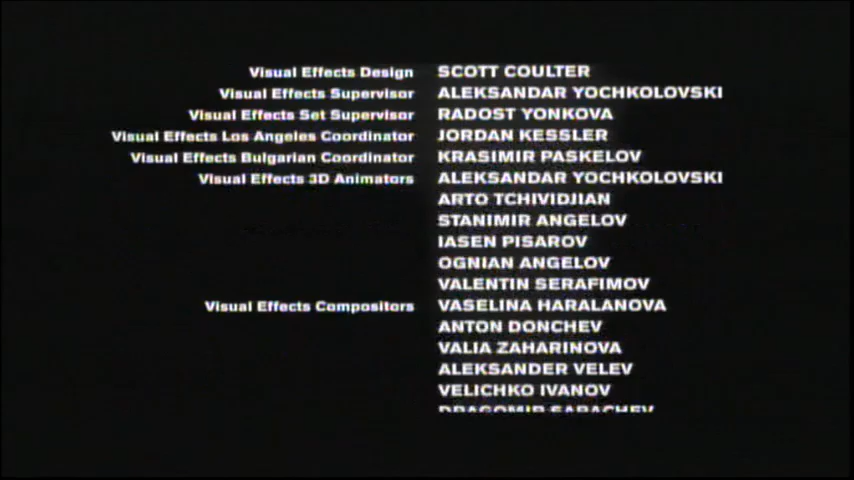 Visual Effects Design SCOTT COULTER
Visual Effects Supervisor ALEKSANDAR YOCHKOLOVSKI
Visual Effects Set Supervisor RADOST YONKOVA
Visual Effects Los Angeles Coordinator JORDAN KESSLER
Visual Effects Bulgarian Coordinator KRASIMIR PASKELOV
Visual Effects 3D Animators ALEKSANDAR YOCHKOLOVSKI
ARTO TCHIVIDJIAN
STANIMIR ANGELOV
IASEN PISAROV
OGNIAN ANGELOV
VALENTIN SERAFIMOV
Visual Effects Compositors VASELINA HARALANOVA
ANTON DONCHEV
VALIA ZAHARINOVA
ALEKSANDER VELEV
VELICHKO IVANOV